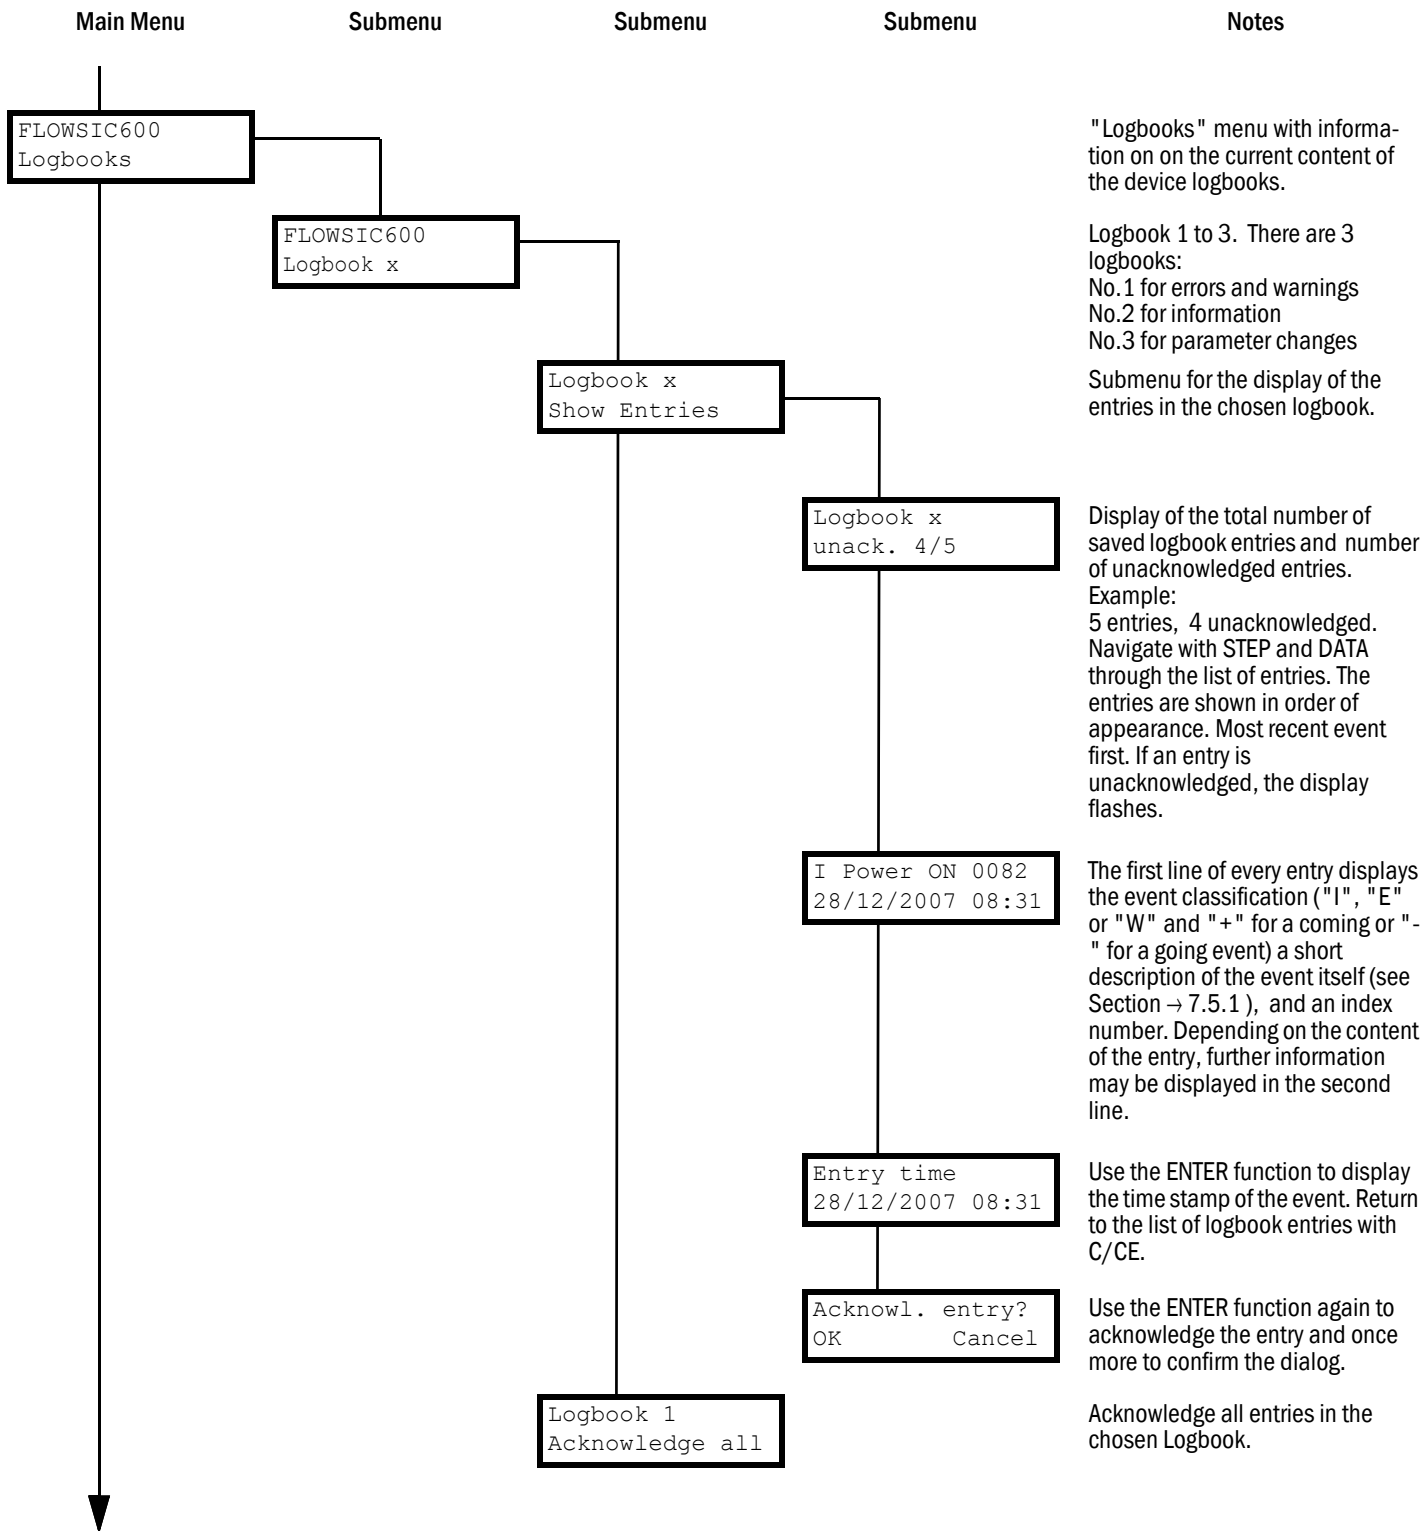 Main Menu Submenu Submenu Submenu Notes
FLOWSIC600
Logbooks
"Logbooks" menu with informa-
tion on on the current content of
the device logbooks.
FLOWSIC600
Logbook x
Logbook 1 to 3. There are 3
logbooks:
No.1 for errors and warnings
No.2 for information
No.3 for parameter changes
Logbook x
Show Entries
Submenu for the display of the
entries in the chosen logbook.
Logbook x
unack. 4/5
Display of the total number of
saved logbook entries and number
of unacknowledged entries.
Example:
5 entries, 4 unacknowledged.
Navigate with STEP and DATA
through the list of entries. The
entries are shown in order of
appearance. Most recent event
first. If an entry is
unacknowledged, the display
flashes.
I Power ON 0082
28/12/2007 08:31
The first line of every entry displays
the event classification ("I", "E"
or "W" and "+" for a coming or "-
" for a going event) a short
description of the event itself (see
Section → 7.5.1 ), and an index
number. Depending on the content
of the entry, further information
may be displayed in the second
line.
Entry time
28/12/2007 08:31
Use the ENTER function to display
the time stamp of the event. Return
to the list of logbook entries with
C/CE.
Acknowl. entry?
OK Cancel
Use the ENTER function again to
acknowledge the entry and once
more to confirm the dialog.
Logbook 1
Acknowledge all
Acknowledge all entries in the
chosen Logbook.